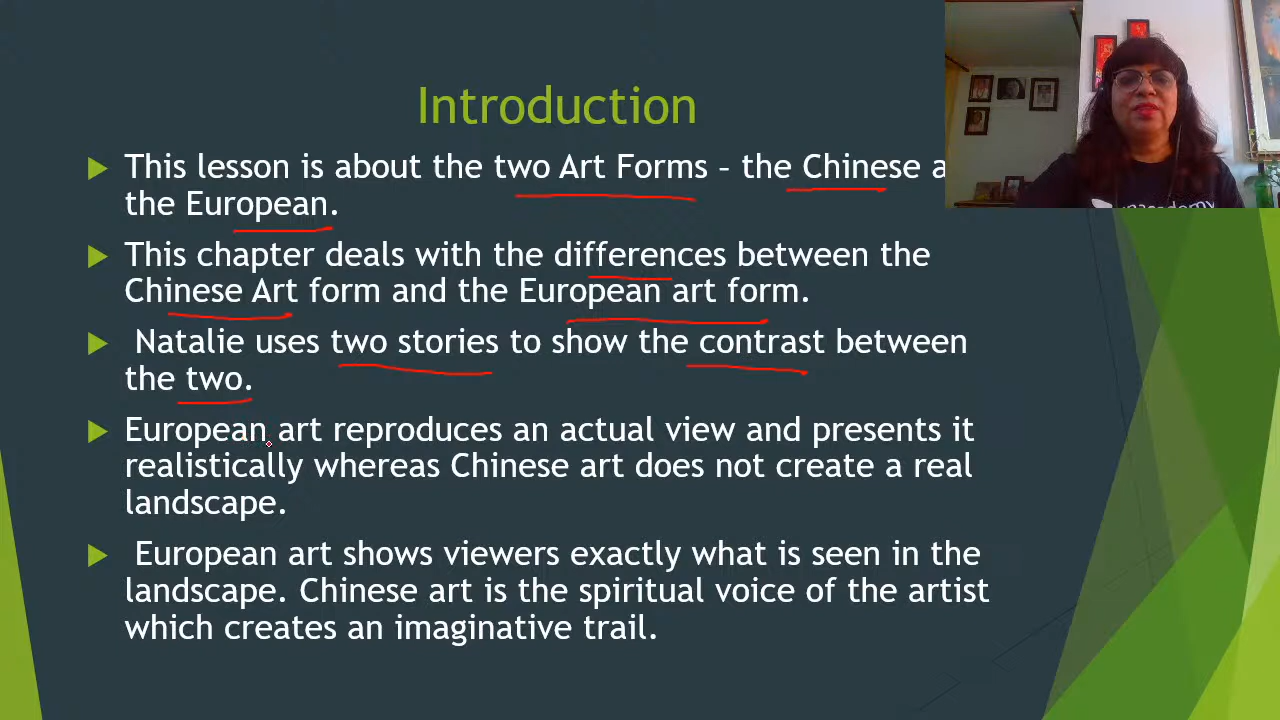 Introduction
This lesson is about the two Art Forms – the Chinese a
the European.
This chapter deals with the differences between the
Chinese Art form and the European art form.
Natalie uses two stories to show the contrast between
the two.
European art reproduces an actual view and presents it
realistically whereas Chinese art does not create a real
landscape.
European art shows viewers exactly what is seen in the
landscape. Chinese art is the spiritual voice of the artist
which creates an imaginative trail.